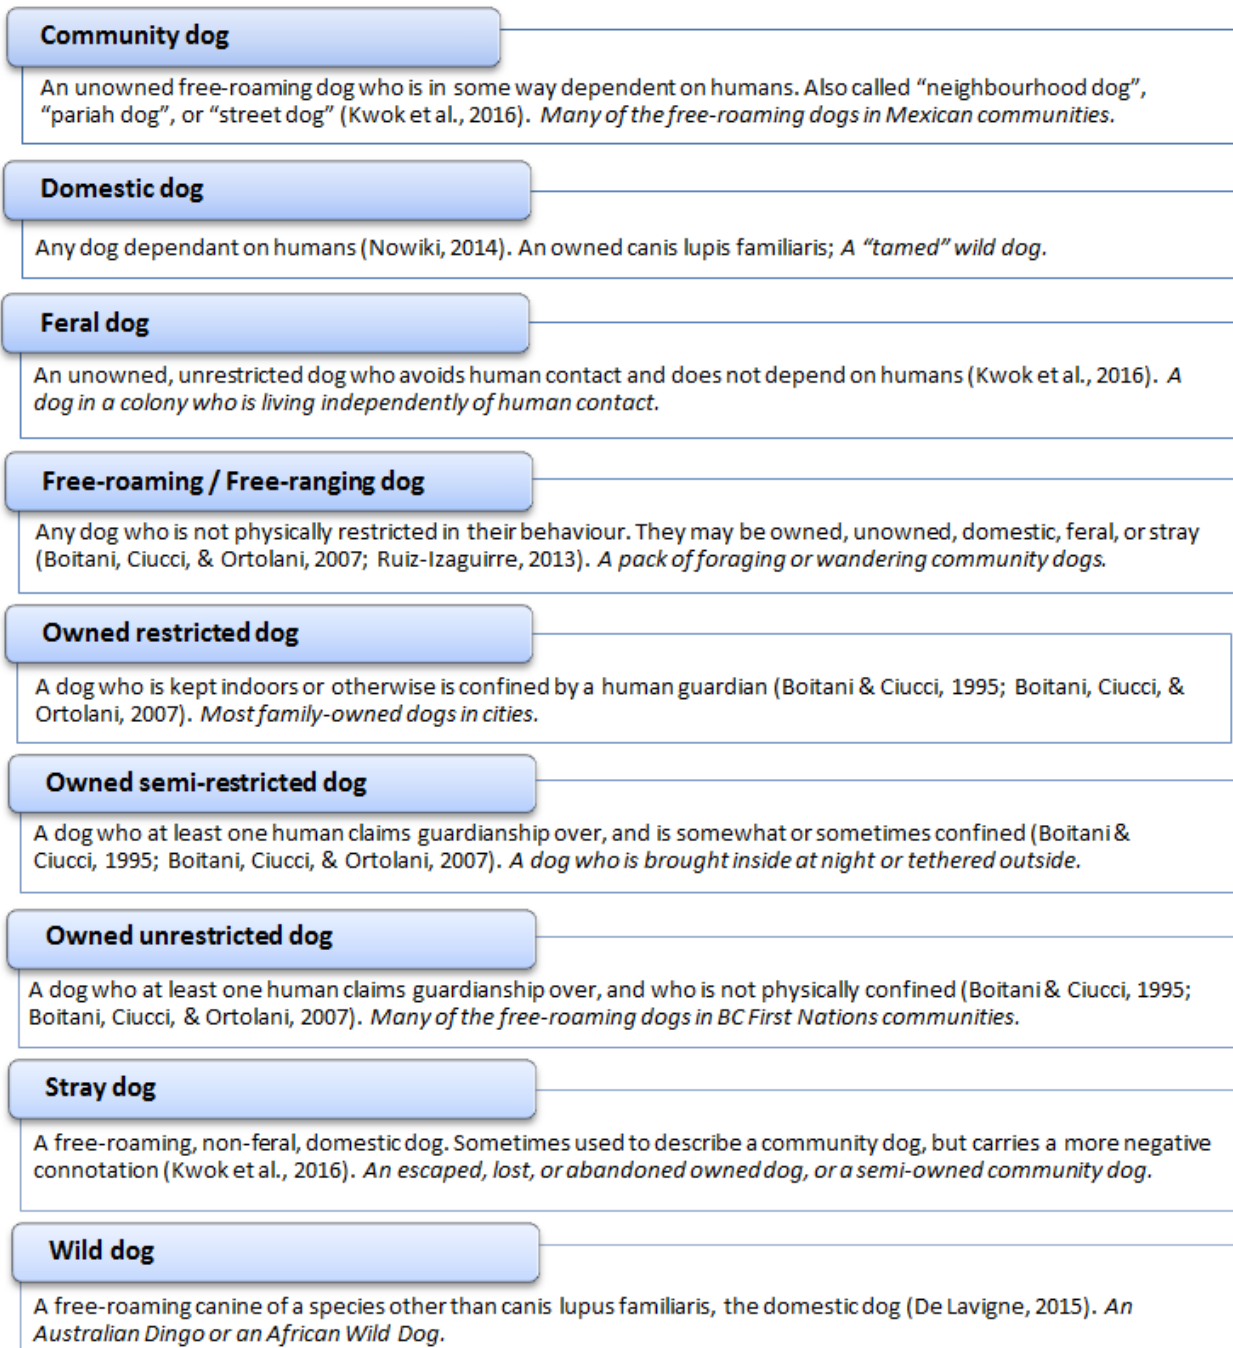 Community dog
An unowned free-roaming dog who is in some way dependent on humans. Also called “neighbourhood dog”,
“pariah dog”, or “street dog” (Kwok et al., 2016). Many of the free-roaming dogs in Mexican communities.
Domestic dog
Any dog dependant on humans (Nowiki, 2014). An owned canis lupis familiaris; A “tamed” wild dog.
Feral dog
An unowned, unrestricted dog who avoids human contact and does not depend on humans (Kwok et al., 2016). A
dog in a colony who is living independently of human contact.
Free-roaming / Free-ranging dog
Any dog who is not physically restricted in their behaviour. They may be owned, unowned, domestic, feral, or stray
(Boitani, Ciucci, & Ortolani, 2007; Ruiz-Izaguirre, 2013). A pack of foraging or wandering community dogs.
Owned restricted dog
A dog who is kept indoors or otherwise is confined by a human guardian (Boitani & Ciucci, 1995; Boitani, Ciucci, &
Ortolani, 2007). Most family-owned dogs in cities.
Owned semi-restricted dog
A dog who at least one human claims guardianship over, and is somewhat or sometimes confined (Boitani &
Ciucci, 1995; Boitani, Ciucci, & Ortolani, 2007). A dog who is brought inside at night or tethered outside.
Owned unrestricted dog
A dog who at least one human claims guardianship over, and who is not physically confined (Boitani & Ciucci, 1995;
Boitani, Ciucci, & Ortolani, 2007). Many of the free-roaming dogs in BC First Nations communities.
Stray dog
A free-roaming, non-feral, domestic dog. Sometimes used to describe a community dog, but carries a more negative
connotation (Kwok et al., 2016). An escaped, lost, or abandoned owned dog, or a semi-owned community dog.
Wild dog
A free-roaming canine of a species other than canis lupus familiaris, the domestic dog (De Lavigne, 2015). An
Australian Dingo or an African Wild Dog.